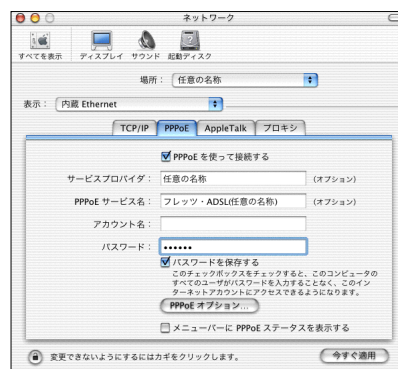 ネットワーク
すべてを表示 ディスプレイ サウンド 起動ディスク
場所： 任意の名称
表示： 内蔵 Ethernet
TCP/IP PPPoE AppleTalk プロキシ
PPPoE を使って接続する
サービスプロバイダ： 任意の名称 (オプション)
PPPoE サービス名： フレッツ・ADSL(任意の名称) (オプション)
アカウント名：
パスワード： ••••••
パスワードを保存する
このチェックボックスをチェックすると、このコンピュータの
すべてのユーザがパスワードを入力することなく、このイン
ターネットアカウントにアクセスできるようになります。
PPPoE オプション...
メニューバーに PPPoE ステータスを表示する
変更できないようにするにはカギをクリックします。 今すぐ適用